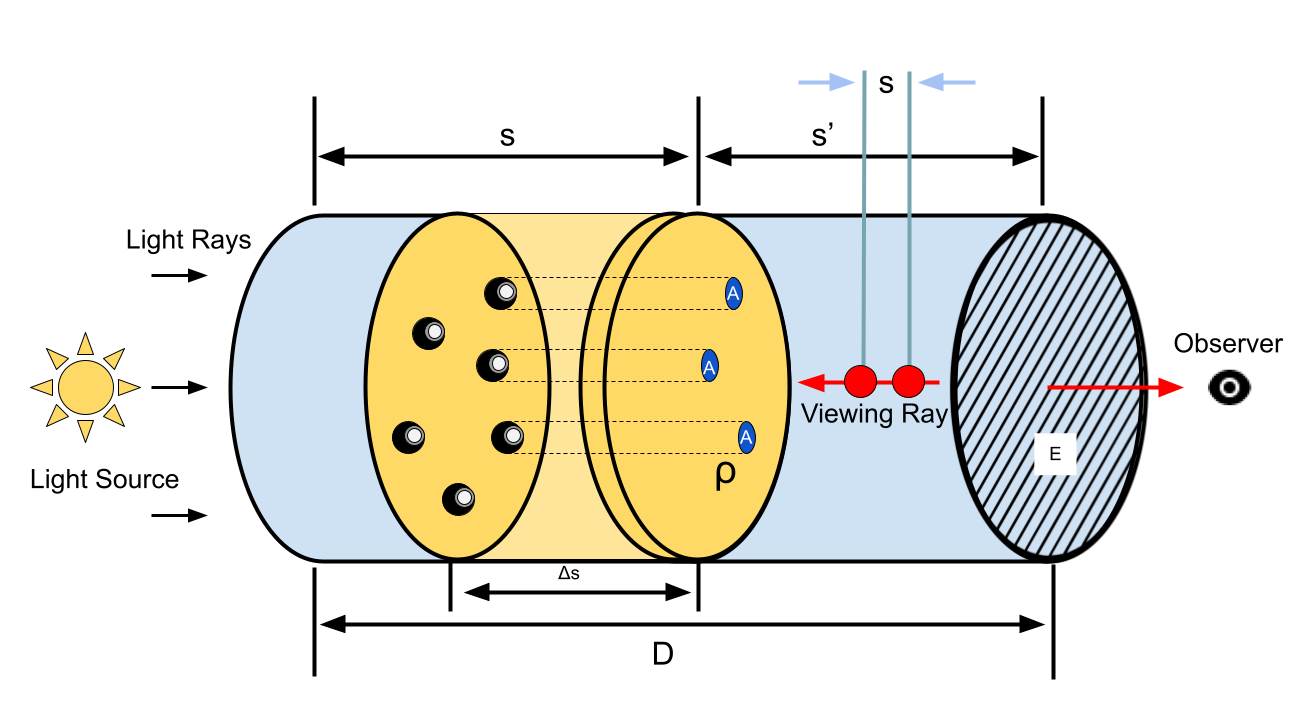 s
s
s’
Light Rays
A
A
Observer
Viewing Ray
A
E
ρ
Light Source
Δs
D